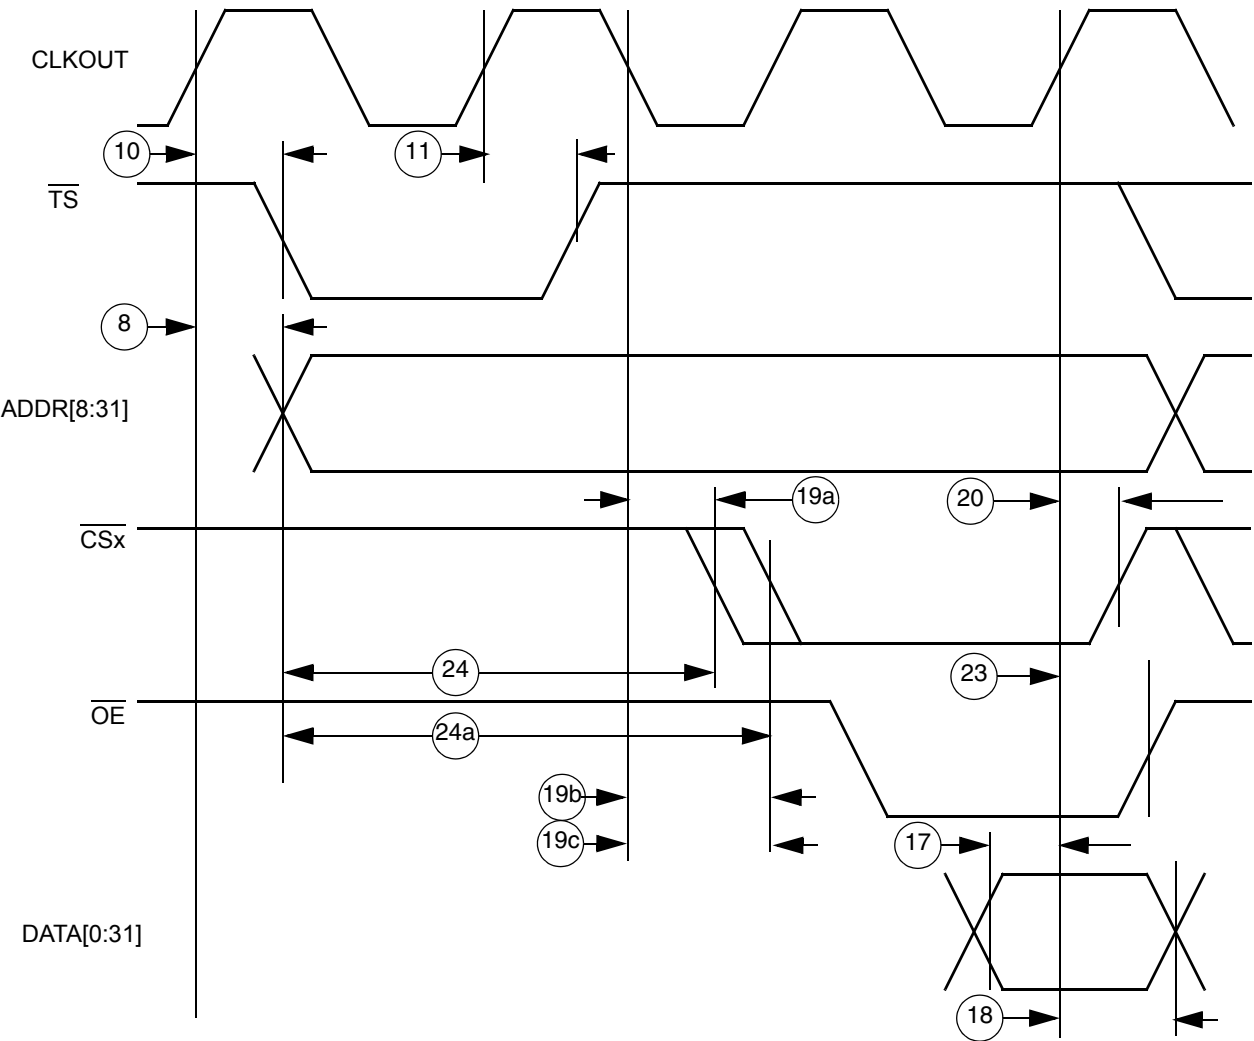 CLKOUT
10
11
TS
8
ADDR[8:31]
19a
20
CSx
24
23
OE
24a
19b
19c
17
DATA[0:31]
18